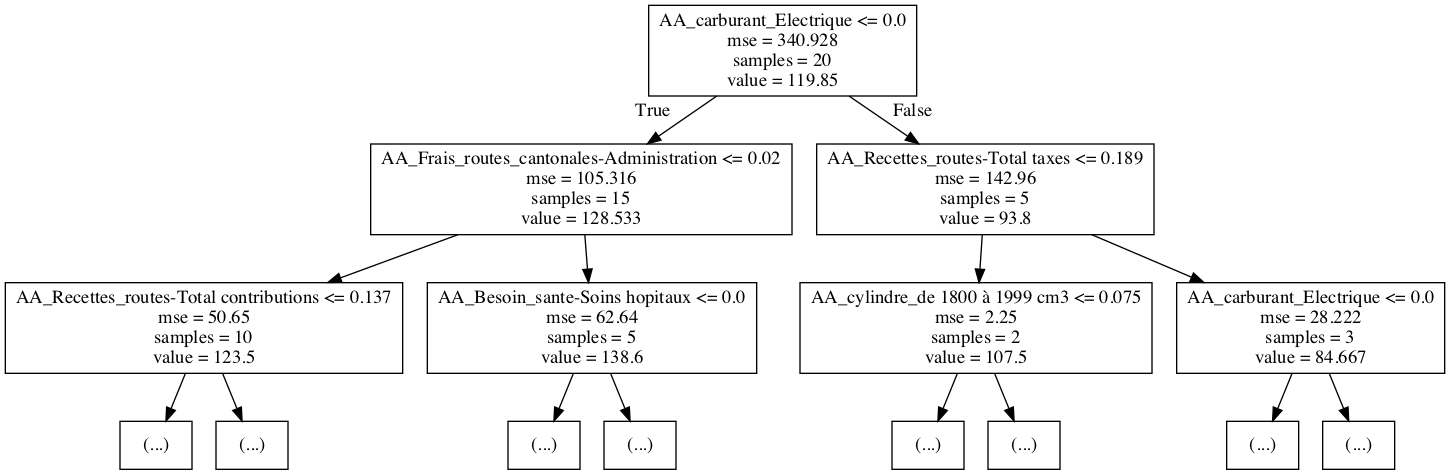 AA_carburant_Electrique <= 0.0
mse = 340.928
samples = 20
value = 119.85
True
False
AA_Frais_routes_cantonales-Administration <= 0.02
mse = 105.316
samples = 15
value = 128.533
AA_Recettes_routes-Total taxes <= 0.189
mse = 142.96
samples = 5
value = 93.8
AA_Recettes_routes-Total contributions <= 0.137
mse = 50.65
samples = 10
value = 123.5
AA_Besoin_sante-Soins hopitaux <= 0.0
mse = 62.64
samples = 5
value = 138.6
AA_cylindre_de 1800 à 1999 cm3 <= 0.075
mse = 2.25
samples = 2
value = 107.5
AA_carburant_Electrique <= 0.0
mse = 28.222
samples = 3
value = 84.667
(...)
(...)
(...)
(...)
(...)
(...)
(...)
(...)